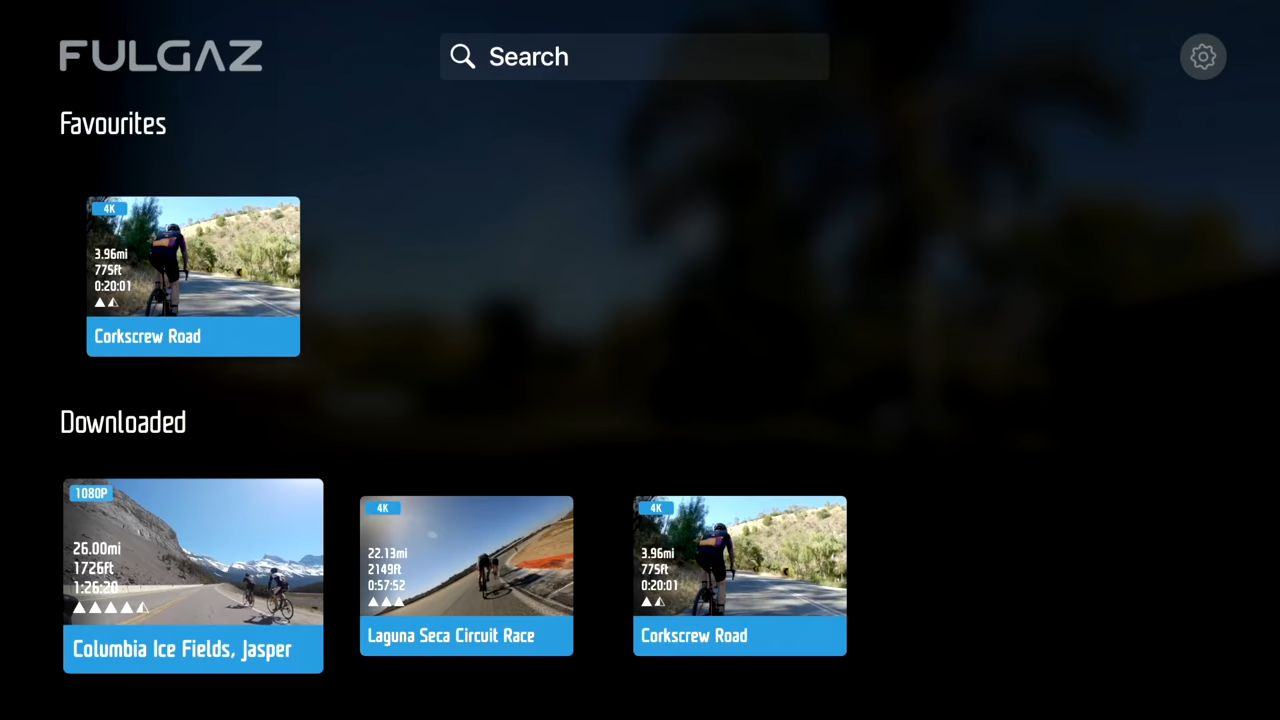 FULGAZ
Search
Favourites
4K
3.96mi
775ft
0:20:01
Corkscrew Road
Downloaded
1080P
26.00mi
1726ft
1:26:20
Columbia Ice Fields, Jasper
4K
22.13mi
2149ft
0:57:52
Laguna Seca Circuit Race
4K
3.96mi
775ft
0:20:01
Corkscrew Road